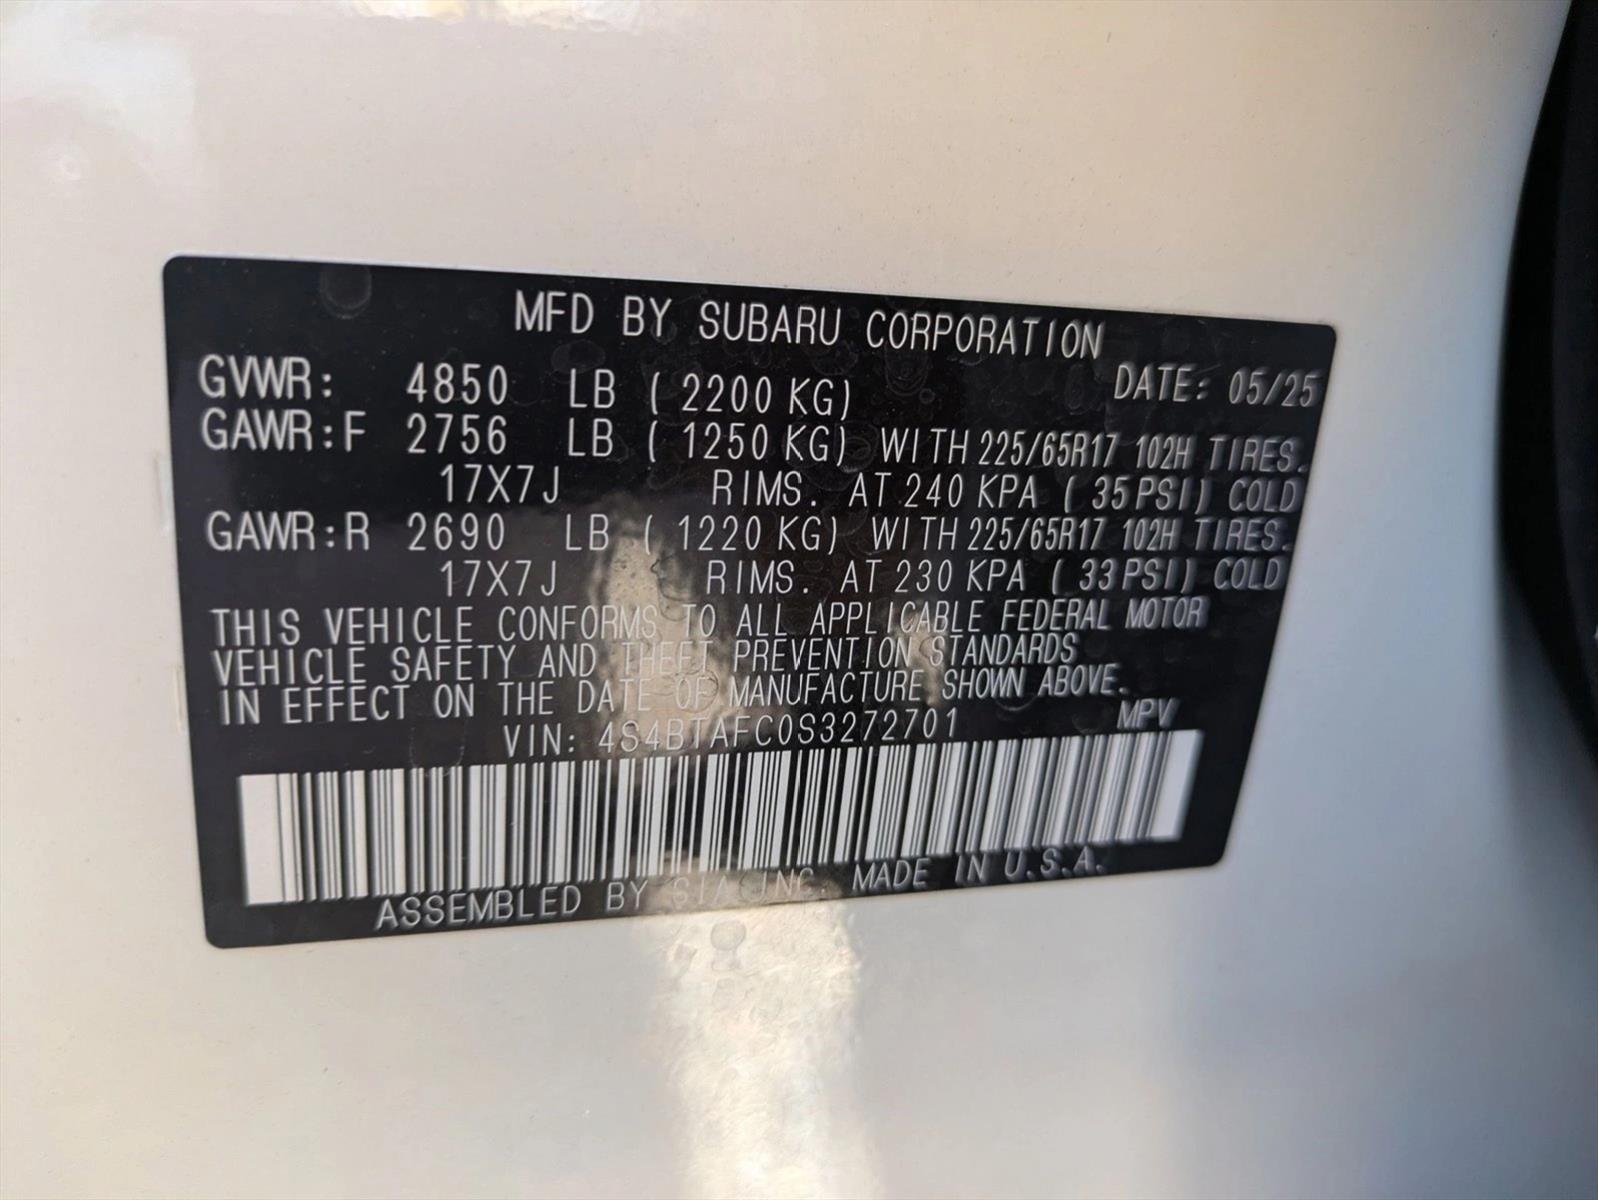 MFD BY SUBARU CORPORATION
GVWR: 4850 LB ( 2200 KG) DATE: 05/25
GAWR:F 2756 LB ( 1250 KG) WITH 225/65R17 102H TIRES.
17X7J RIMS. AT 240 KPA ( 35 PSI) COLD
GAWR:R 2690 LB ( 1220 KG) WITH 225/65R17 102H TIRES.
17X7J RIMS. AT 230 KPA ( 33 PSI) COLD
THIS VEHICLE CONFORMS TO ALL APPLICABLE FEDERAL MOTOR
VEHICLE SAFETY AND THEFT PREVENTION STANDARDS
IN EFFECT ON THE DATE OF MANUFACTURE SHOWN ABOVE.
VIN: 4S4BTAFC0S3272701 MPV
ASSEMBLED BY SIA,INC. MADE IN U.S.A.